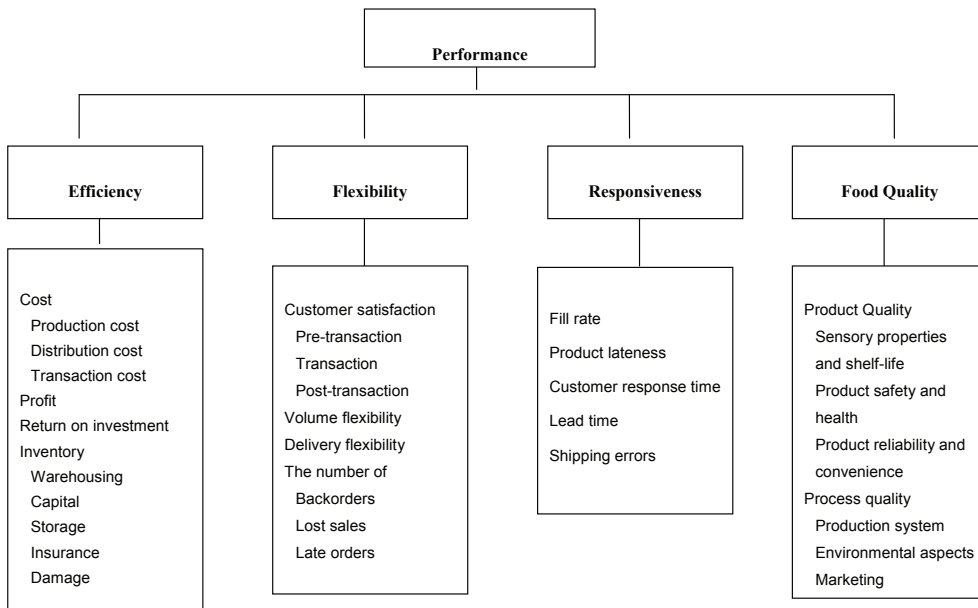 Performance
Efficiency
Flexibility
Responsiveness
Food Quality
Cost
Production cost
Distribution cost
Transaction cost
Profit
Return on investment
Inventory
Warehousing
Capital
Storage
Insurance
Damage
Customer satisfaction
Pre-transaction
Transaction
Post-transaction
Volume flexibility
Delivery flexibility
The number of
Backorders
Lost sales
Late orders
Fill rate
Product lateness
Customer response time
Lead time
Shipping errors
Product Quality
Sensory properties
and shelf-life
Product safety and
health
Product reliability and
convenience
Process quality
Production system
Environmental aspects
Marketing